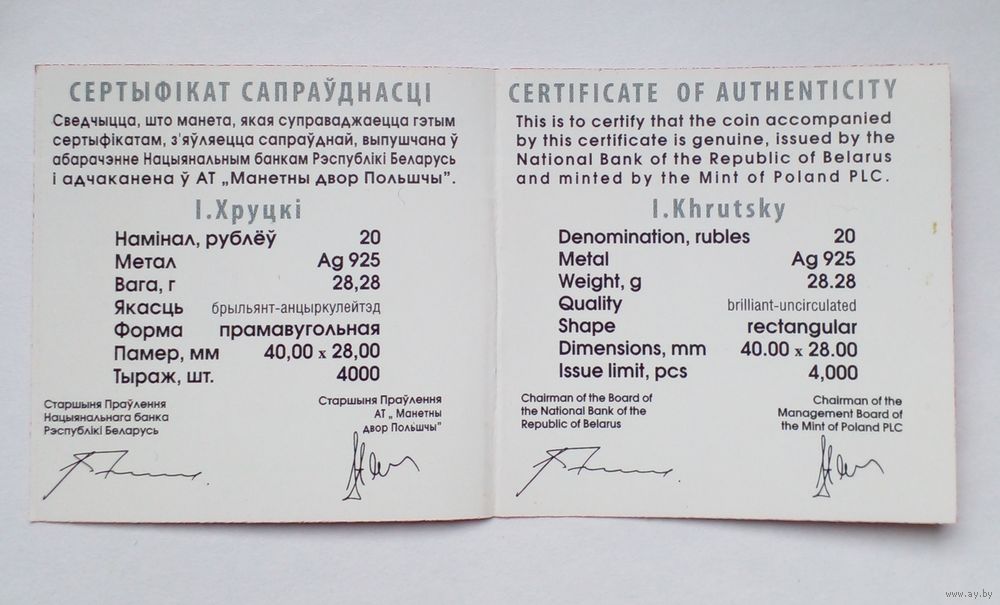 СЕРТЫФІКАТ САПРАЎДНАСЦІ
Сведчыцца, што манета, якая суправаджаецца гэтым
сертыфікатам, з'яўляецца сапраўднай, выпушчана ў
абарачэнне Нацыянальным банкам Рэспублікі Беларусь
і адчаканена ў АТ „Манетны двор Польшчы".
І.Хруцкі
Намінал, рублёў 20
Метал Ag 925
Вага, г 28,28
Якасць брыльянт-анцыркулейтэд
Форма прамавугольная
Памер, мм 40,00 x 28,00
Тыраж, шт. 4000
Старшыня Праўлення
Нацыянальнага банка
Рэспублікі Беларусь
Старшыня Праўлення
АТ „ Манетны
двор Польшчы"
CERTIFICATE OF AUTHENTICITY
This is to certify that the coin accompanied
by this certificate is genuine, issued by the
National Bank of the Republic of Belarus
and minted by the Mint of Poland PLC.
I.Khrutsky
Denomination, rubles 20
Metal Ag 925
Weight, g 28.28
Quality brilliant-uncirculated
Shape rectangular
Dimensions, mm 40.00 x 28.00
Issue limit, pcs 4,000
Chairman of the Board of
the National Bank of the
Republic of Belarus
Chairman of the
Management Board of
the Mint of Poland PLC
www.ay.by